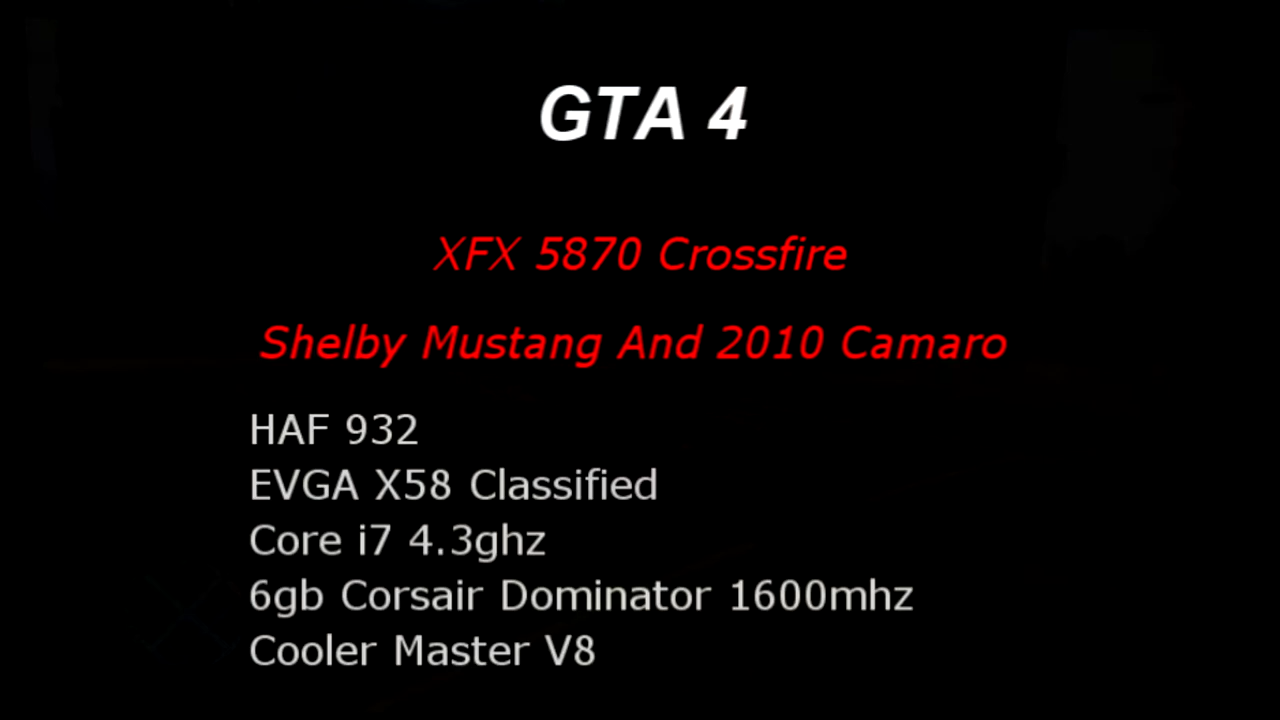 GTA 4
XFX 5870 Crossfire
Shelby Mustang And 2010 Camaro
HAF 932
EVGA X58 Classified
Core i7 4.3ghz
6gb Corsair Dominator 1600mhz
Cooler Master V8